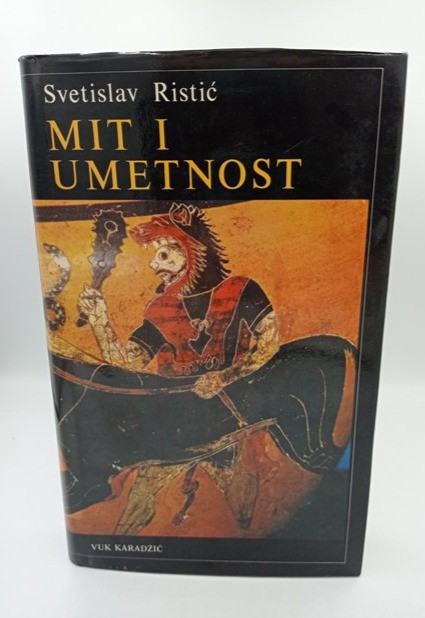 Svetislav Ristić
MIT I
UMETNOST
VUK KARADŽIĆ